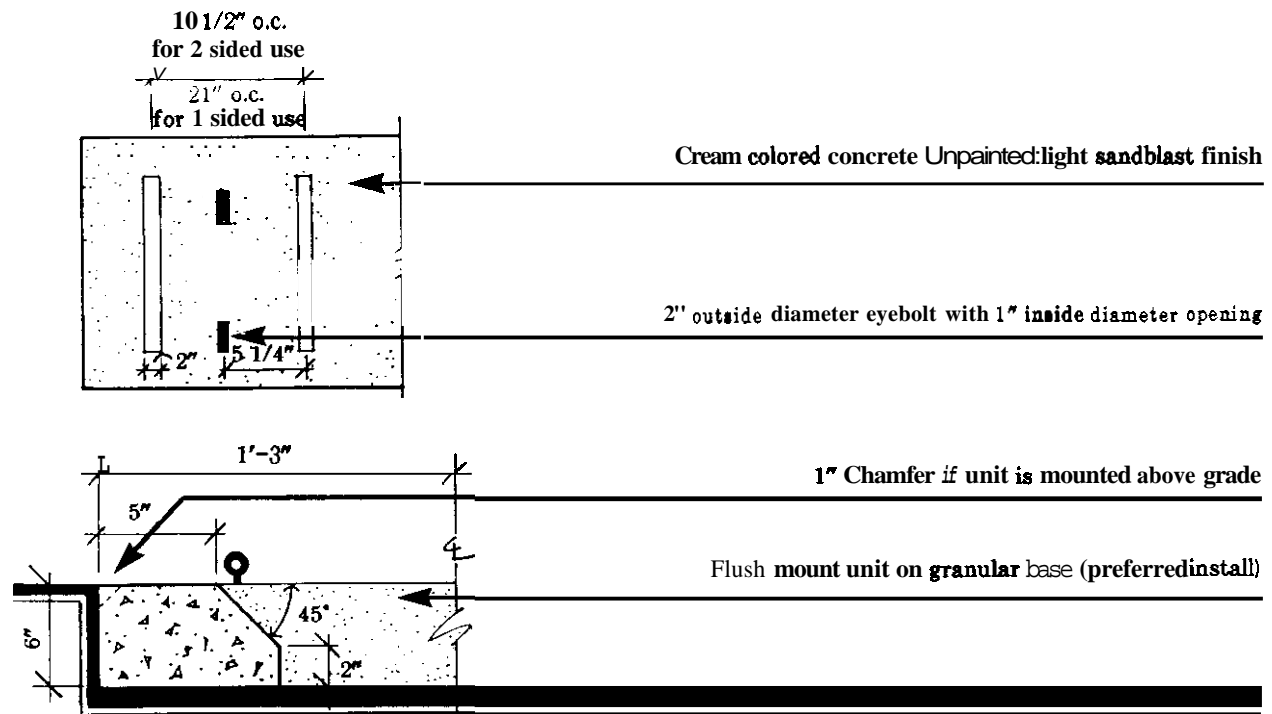 10 1/2" o.c.
for 2 sided use
21" o.c.
for 1 sided use
Cream colored concrete Unpainted:light sandblast finish
2" outside diameter eyebolt with 1" inside diameter opening
2"
5 1/4"
1'-3"
1" Chamfer if unit is mounted above grade
5"
Flush mount unit on granular base (preferredinstall)
45°
6"
2"